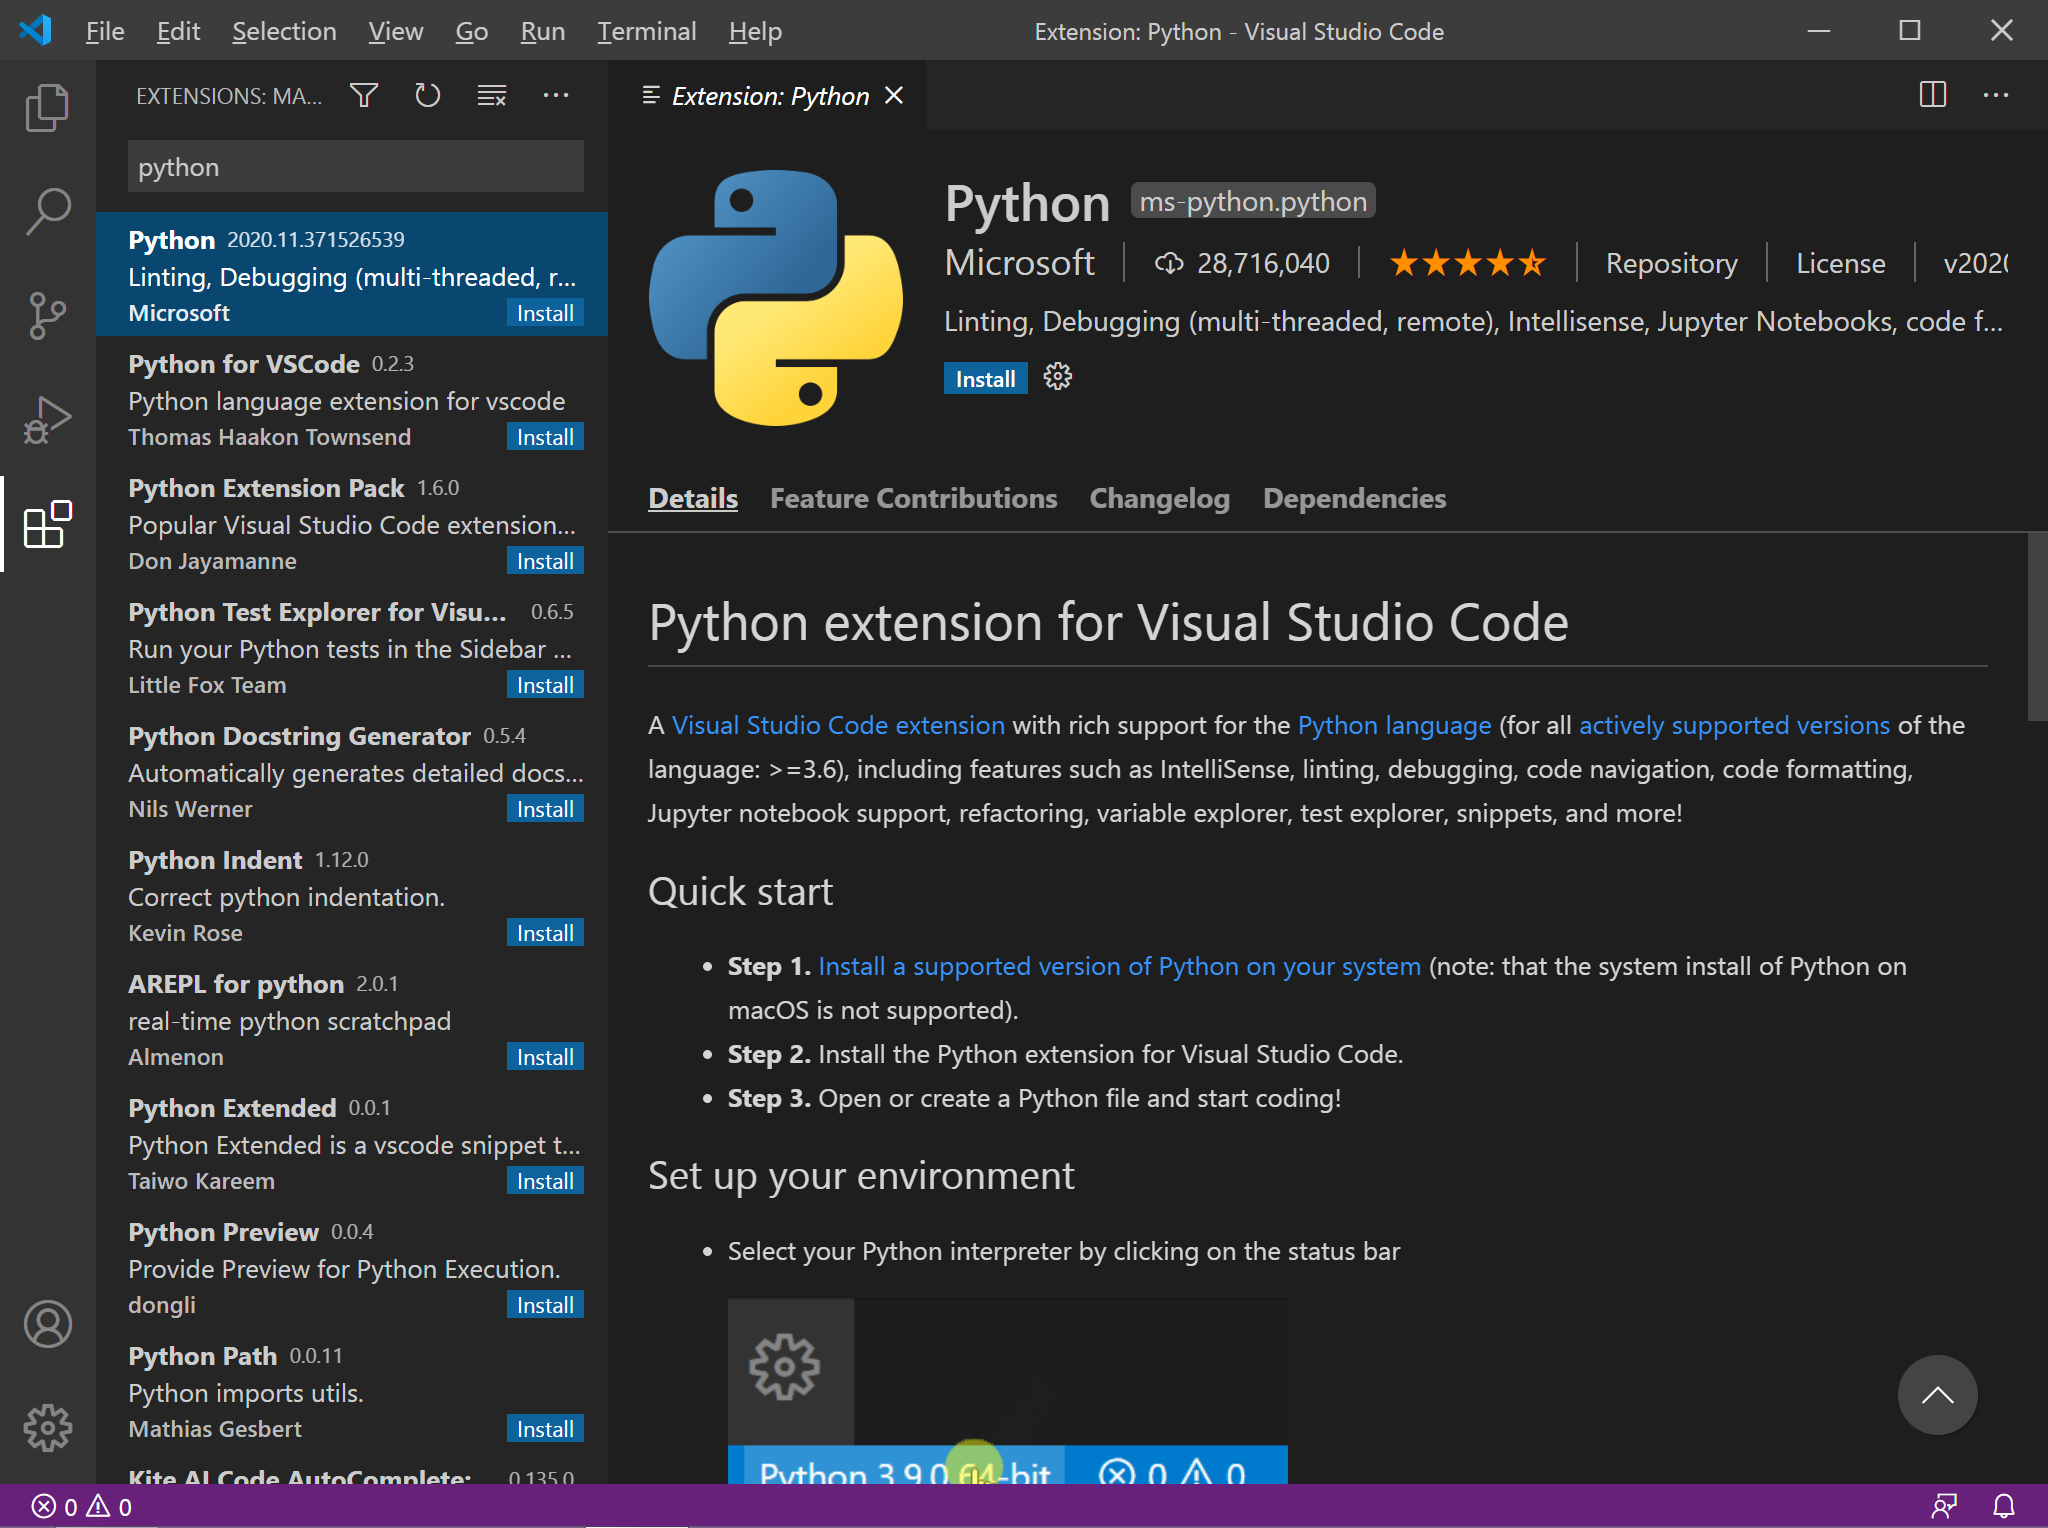 File Edit Selection View Go Run Terminal Help
Extension: Python - Visual Studio Code
EXTENSIONS: MA...
python
Python 2020.11.371526539
Linting, Debugging (multi-threaded, r...
Microsoft Install
Python for VSCode 0.2.3
Python language extension for vscode
Thomas Haakon Townsend Install
Python Extension Pack 1.6.0
Popular Visual Studio Code extension...
Don Jayamanne Install
Python Test Explorer for Visu... 0.6.5
Run your Python tests in the Sidebar ...
Little Fox Team Install
Python Docstring Generator 0.5.4
Automatically generates detailed docs...
Nils Werner Install
Python Indent 1.12.0
Correct python indentation.
Kevin Rose Install
AREPL for python 2.0.1
real-time python scratchpad
Almenon Install
Python Extended 0.0.1
Python Extended is a vscode snippet t...
Taiwo Kareem Install
Python Preview 0.0.4
Provide Preview for Python Execution.
dongli Install
Python Path 0.0.11
Python imports utils.
Mathias Gesbert Install
Kite AI Code AutoComplete: 0.135.0
Extension: Python
Python ms-python.python
Microsoft 28,716,040 Repository License v2020
Linting, Debugging (multi-threaded, remote), Intellisense, Jupyter Notebooks, code f...
Install
Details Feature Contributions Changelog Dependencies
Python extension for Visual Studio Code
A Visual Studio Code extension with rich support for the Python language (for all actively supported versions of the
language: >=3.6), including features such as IntelliSense, linting, debugging, code navigation, code formatting,
Jupyter notebook support, refactoring, variable explorer, test explorer, snippets, and more!
Quick start
• Step 1. Install a supported version of Python on your system (note: that the system install of Python on
macOS is not supported).
• Step 2. Install the Python extension for Visual Studio Code.
• Step 3. Open or create a Python file and start coding!
Set up your environment
• Select your Python interpreter by clicking on the status bar
Python 3.9.0 64-bit 0 0
0 0